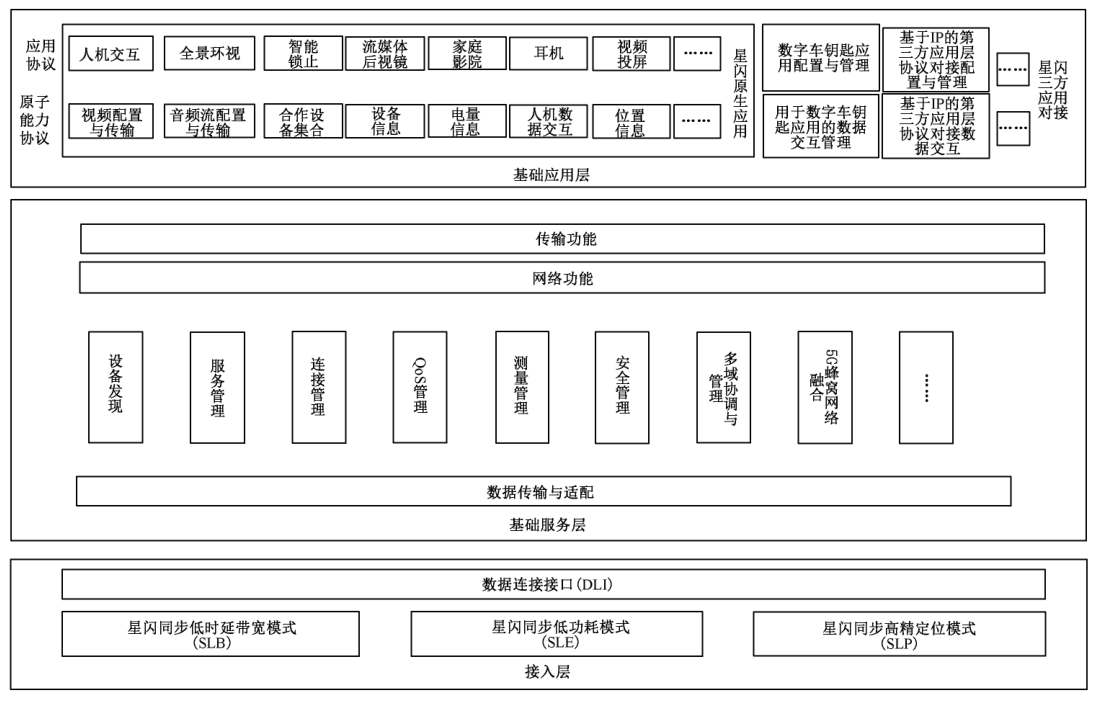 应用
协议
人机交互
全景环视
智能
锁止
流媒体
后视镜
家庭
影院
耳机
视频
投屏
……
原子
能力
协议
视频配置
与传输
音频流配置
与传输
合作设
备集合
设备
信息
电量
信息
人机数
据交互
位置
信息
……
星闪原生应用
数字车钥匙应
用配置与管理
基于IP的第
三方应用层
协议对接配
置与管理
……
用于数字车钥
匙应用的数据
交互管理
基于IP的第
三方应用层
协议对接数
据交互
……
星闪三方应用对接
基础应用层
传输功能
网络功能
设备发现
服务管理
连接管理
QoS管理
测量管理
安全管理
多域协调与
管理
5G蜂窝网络
融合
……
数据传输与适配
基础服务层
数据连接接口(DLI)
星闪同步低时延带宽模式
(SLB)
星闪同步低功耗模式
(SLE)
星闪同步高精定位模式
(SLP)
接入层